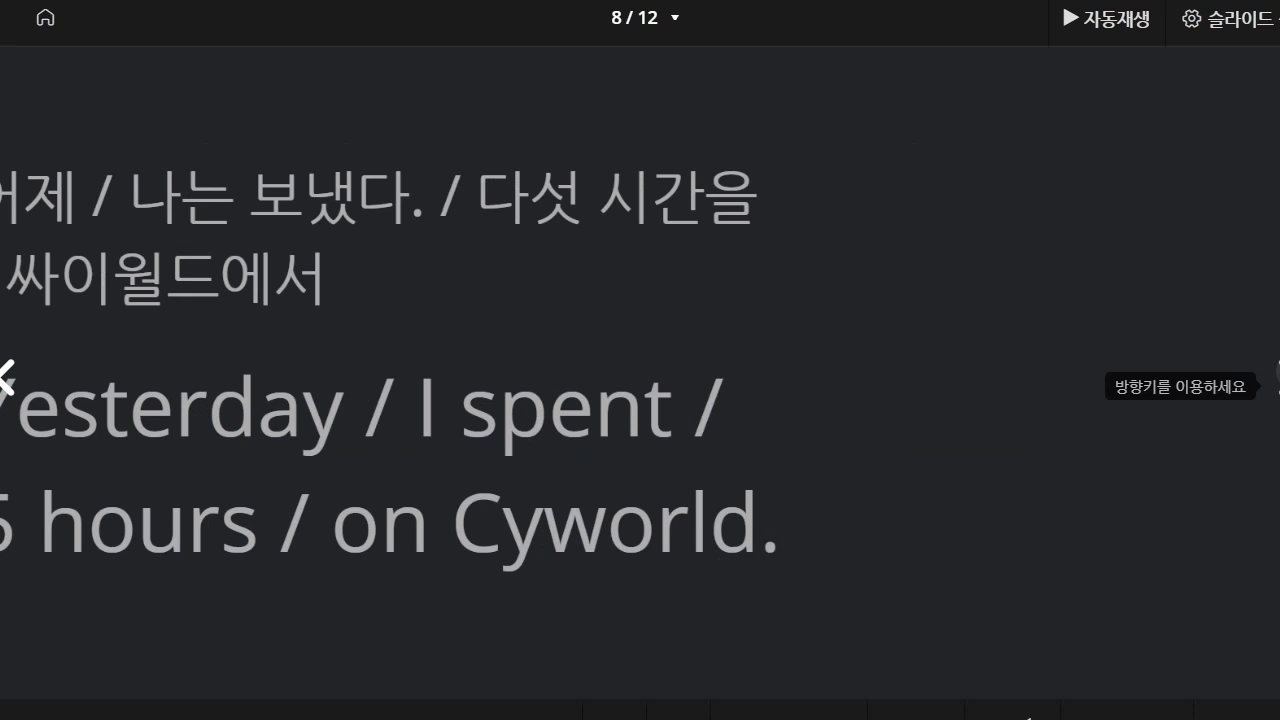 8 / 12
자동재생
슬라이드
어제 / 나는 보냈다. / 다섯 시간을
싸이월드에서
Yesterday / I spent /
5 hours / on Cyworld.
방향키를 이용하세요